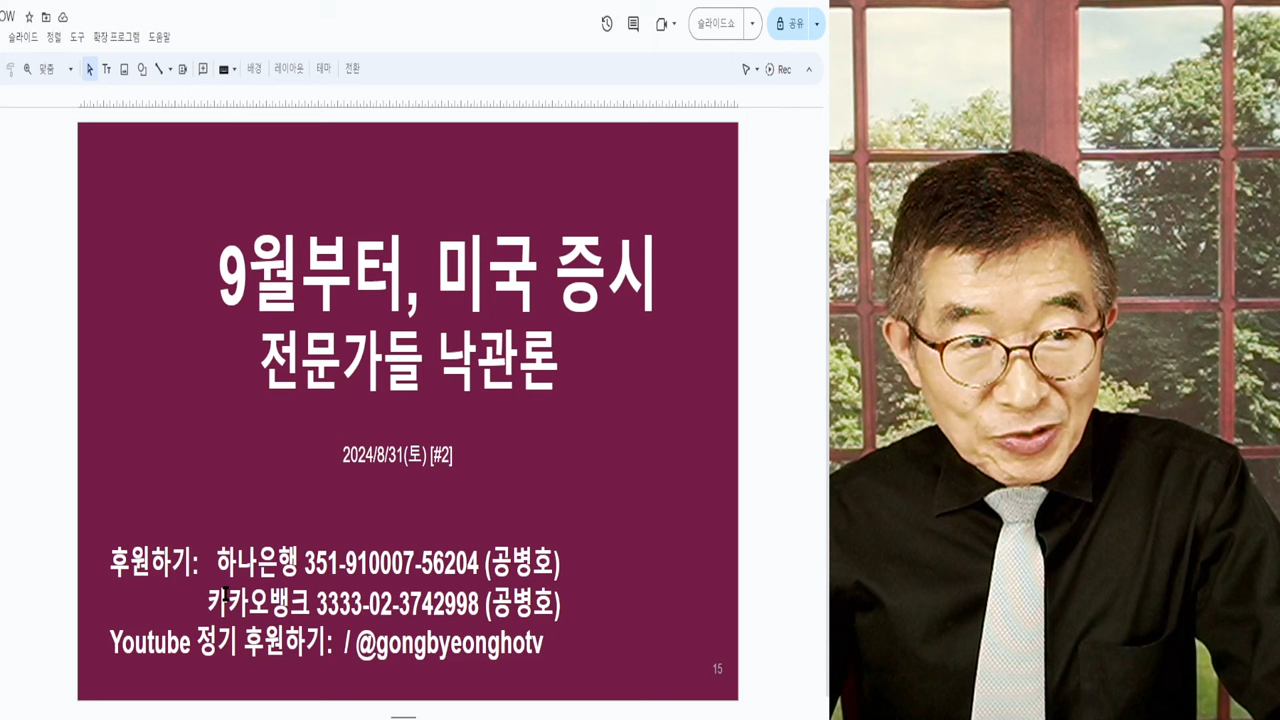 OW
슬라이드 정렬 도구 확장 프로그램 도움말
슬라이드쇼
공유
맞춤
Tт
배경 레이아웃 테마 전환
Rec
9월부터, 미국 증시
전문가들 낙관론
2024/8/31(토) [#2]
후원하기: 하나은행 351-910007-56204 (공병호)
카카오뱅크 3333-02-3742998 (공병호)
Youtube 정기 후원하기: / @gongbyeonghotv
15